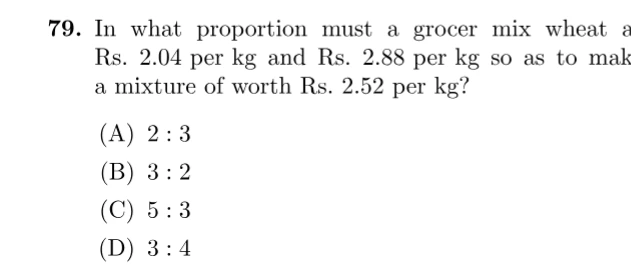 79. In what proportion must a grocer mix wheat a
Rs. 2.04 per kg and Rs. 2.88 per kg so as to mak
a mixture of worth Rs. 2.52 per kg?
(A) 2 : 3
(B) 3 : 2
(C) 5 : 3
(D) 3 : 4